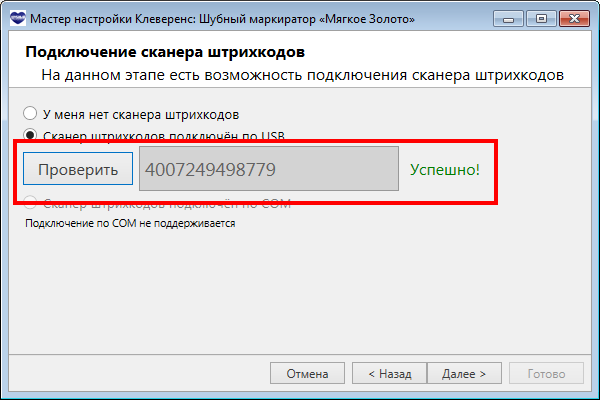 Мастер настройки Клеверенс: Шубный маркиратор «Мягкое Золото»
Подключение сканера штрихкодов
На данном этапе есть возможность подключения сканера штрихкодов
У меня нет сканера штрихкодов
Сканер штрихкодов подключён по USB
Проверить 4007249498779 Успешно!
Сканер штрихкодов подключён по COM
Подключение по COM не поддерживается
Отмена < Назад Далее > Готово